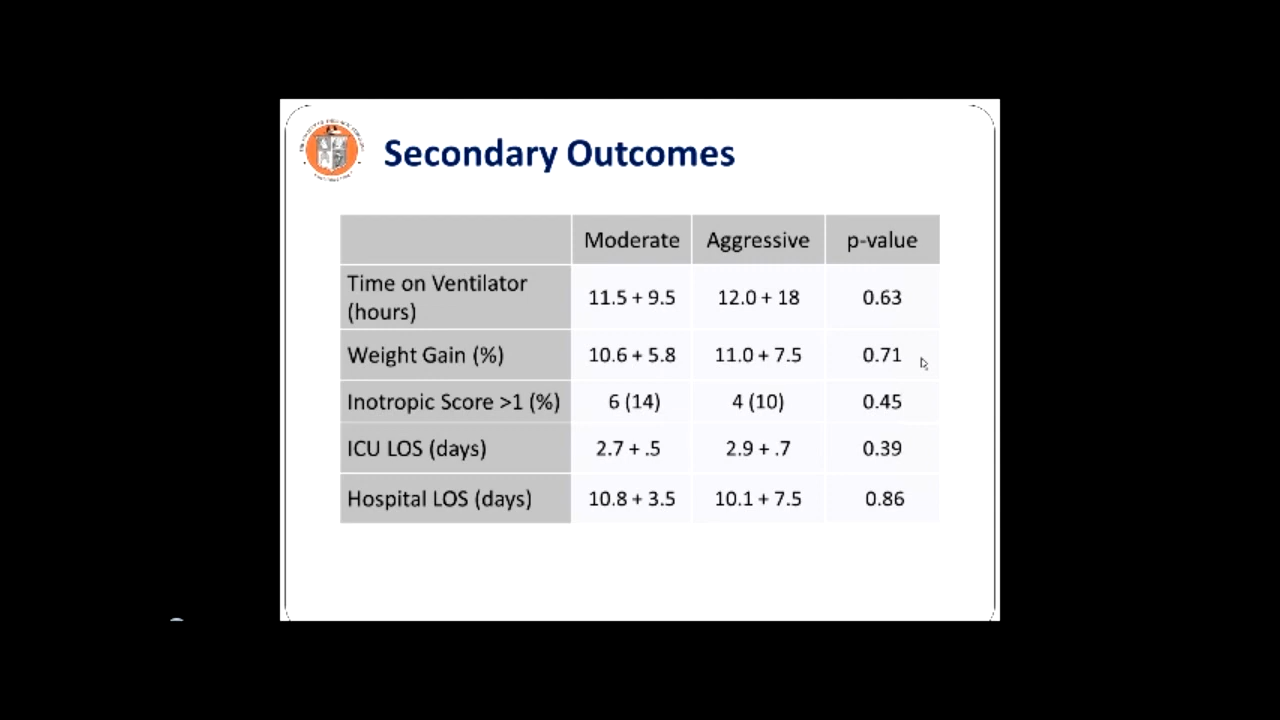 Secondary Outcomes
Moderate Aggressive p-value
Time on Ventilator
(hours) 11.5 + 9.5 12.0 + 18 0.63
Weight Gain (%) 10.6 + 5.8 11.0 + 7.5 0.71
Inotropic Score >1 (%) 6 (14) 4 (10) 0.45
ICU LOS (days) 2.7 + .5 2.9 + .7 0.39
Hospital LOS (days) 10.8 + 3.5 10.1 + 7.5 0.86